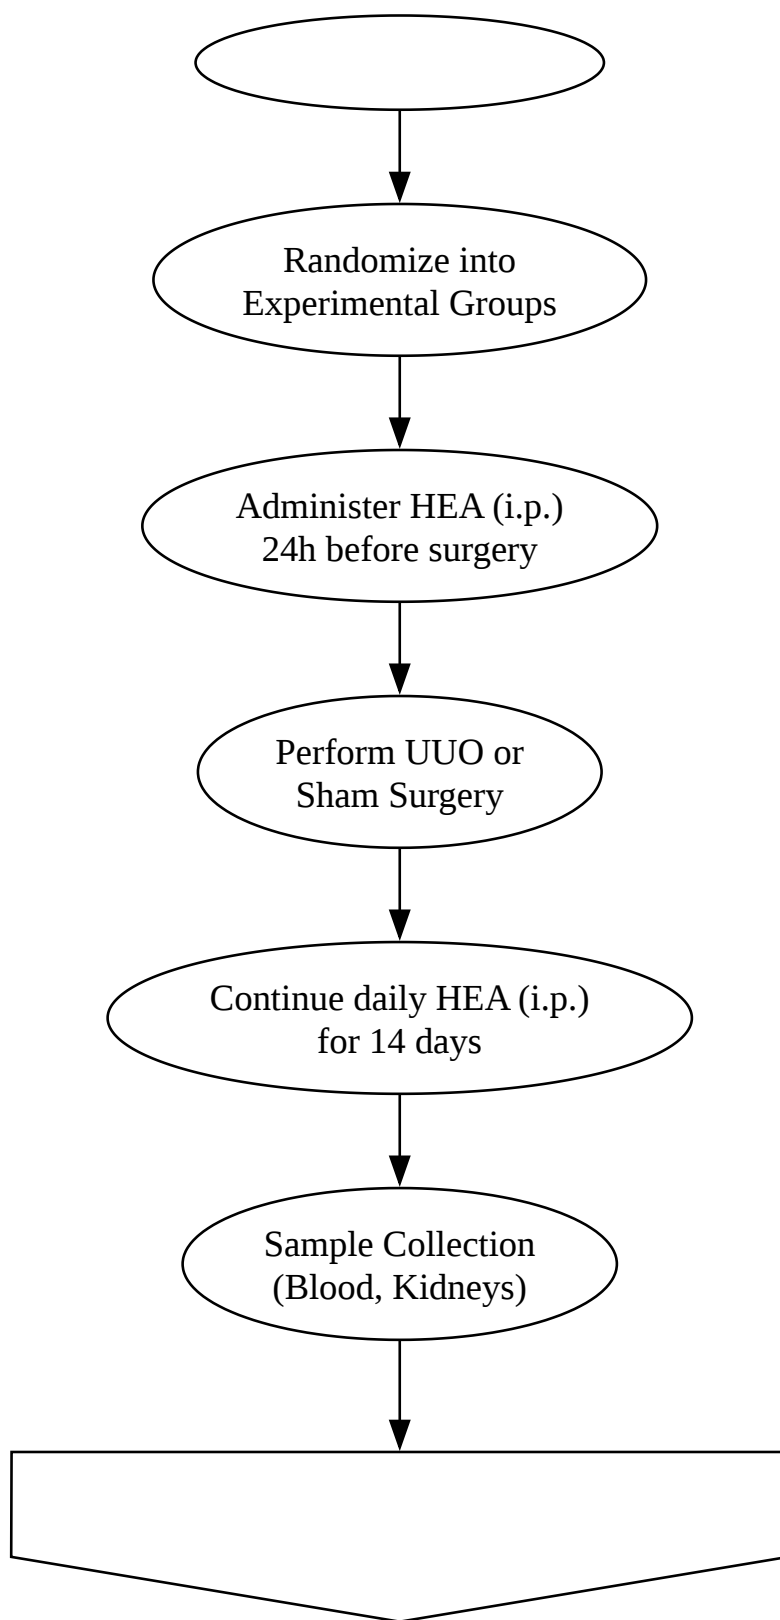 Randomize into
Experimental Groups
Administer HEA (i.p.)
24h before surgery
Perform UUO or
Sham Surgery
Continue daily HEA (i.p.)
for 14 days
Sample Collection
(Blood, Kidneys)